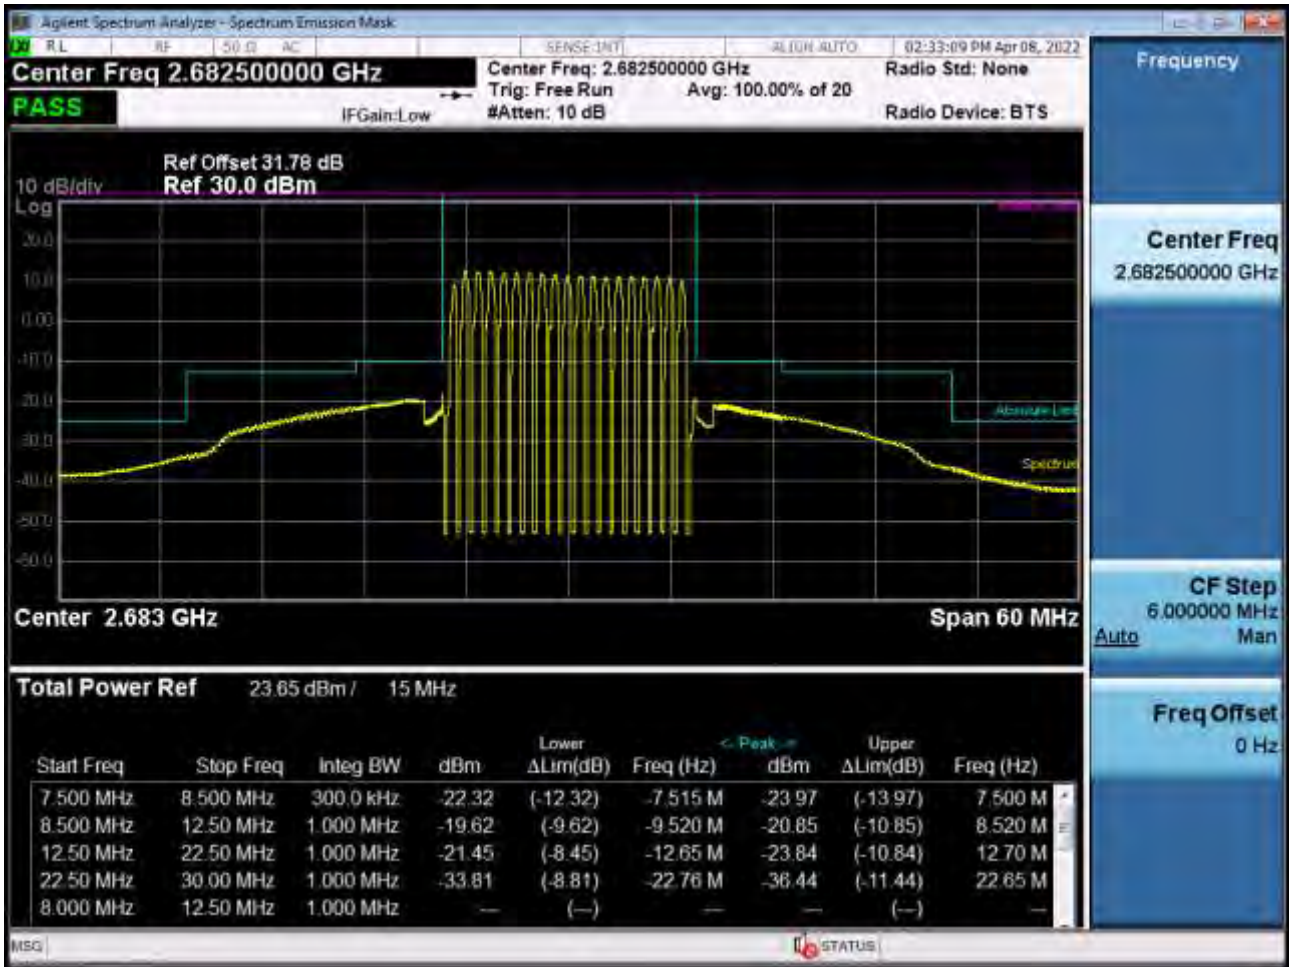 Agilent Spectrum Analyzer - Spectrum Emission Mask
RL RF 50 Ω AC SENSE:INT ALIGN AUTO 02:33:09 PM Apr 08, 2022
Center Freq 2.682500000 GHz
Center Freq: 2.682500000 GHz
Radio Std: None
Trig: Free Run
Avg: 100.00% of 20
PASS
IFGain:Low
#Atten: 10 dB
Radio Device: BTS
Ref Offset 31.78 dB
10 dB/div
Ref 30.0 dBm
Log
20.0
10.0
0.00
-10.0
-20.0
Absolute Limit
-30.0
Spectrum
-40.0
-50.0
-60.0
Center 2.683 GHz
Span 60 MHz
Total Power Ref 23.65 dBm / 15 MHz
Lower <- Peak -> Upper
Start Freq Stop Freq Integ BW dBm ΔLim(dB) Freq (Hz) dBm ΔLim(dB) Freq (Hz)
7.500 MHz 8.500 MHz 300.0 kHz -22.32 (-12.32) -7.515 M -23.97 (-13.97) 7.500 M
8.500 MHz 12.50 MHz 1.000 MHz -19.62 (-9.62) -9.520 M -20.85 (-10.85) 8.520 M
12.50 MHz 22.50 MHz 1.000 MHz -21.45 (-8.45) -12.65 M -23.84 (-10.84) 12.70 M
22.50 MHz 30.00 MHz 1.000 MHz -33.81 (-8.81) -22.76 M -36.44 (-11.44) 22.65 M
8.000 MHz 12.50 MHz 1.000 MHz --- (---) --- --- (---) ---
MSG
STATUS
Frequency
Center Freq
2.682500000 GHz
CF Step
6.000000 MHz
Auto Man
Freq Offset
0 Hz